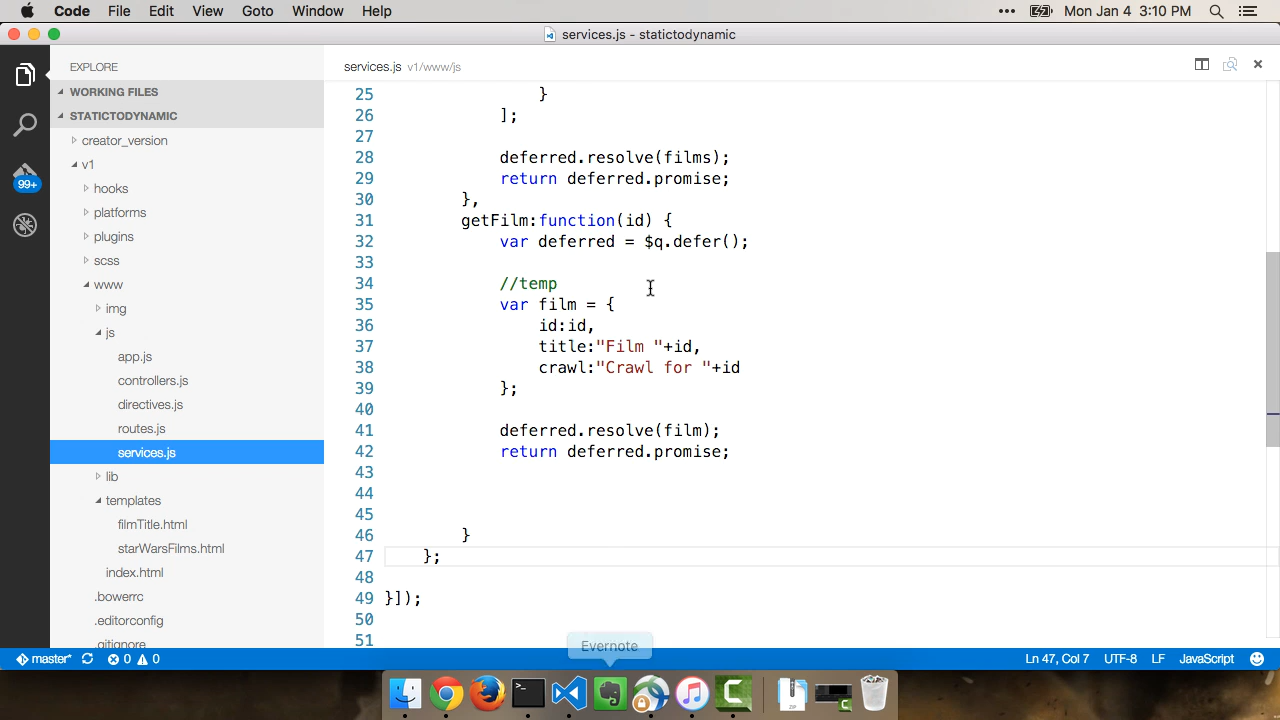 Code File Edit View Goto Window Help
Mon Jan 4 3:10 PM
services.js - statictodynamic
EXPLORE
services.js v1/www/js
WORKING FILES
STATICTODYNAMIC
creator_version
v1
hooks
platforms
plugins
scss
www
img
js
app.js
controllers.js
directives.js
routes.js
services.js
lib
templates
filmTitle.html
starWarsFilms.html
index.html
.bowerrc
.editorconfig
.gitignore
99+
25 }
26 ];
27
28 deferred.resolve(films);
29 return deferred.promise;
30 },
31 getFilm:function(id) {
32 var deferred = $q.defer();
33
34 //temp
35 var film = {
36 id:id,
37 title:"Film "+id,
38 crawl:"Crawl for "+id
39 };
40
41 deferred.resolve(film);
42 return deferred.promise;
43
44
45
46 }
47 };
48
49 }]);
50
51
Evernote
master* 0 0
Ln 47, Col 7 UTF-8 LF JavaScript
ZIP